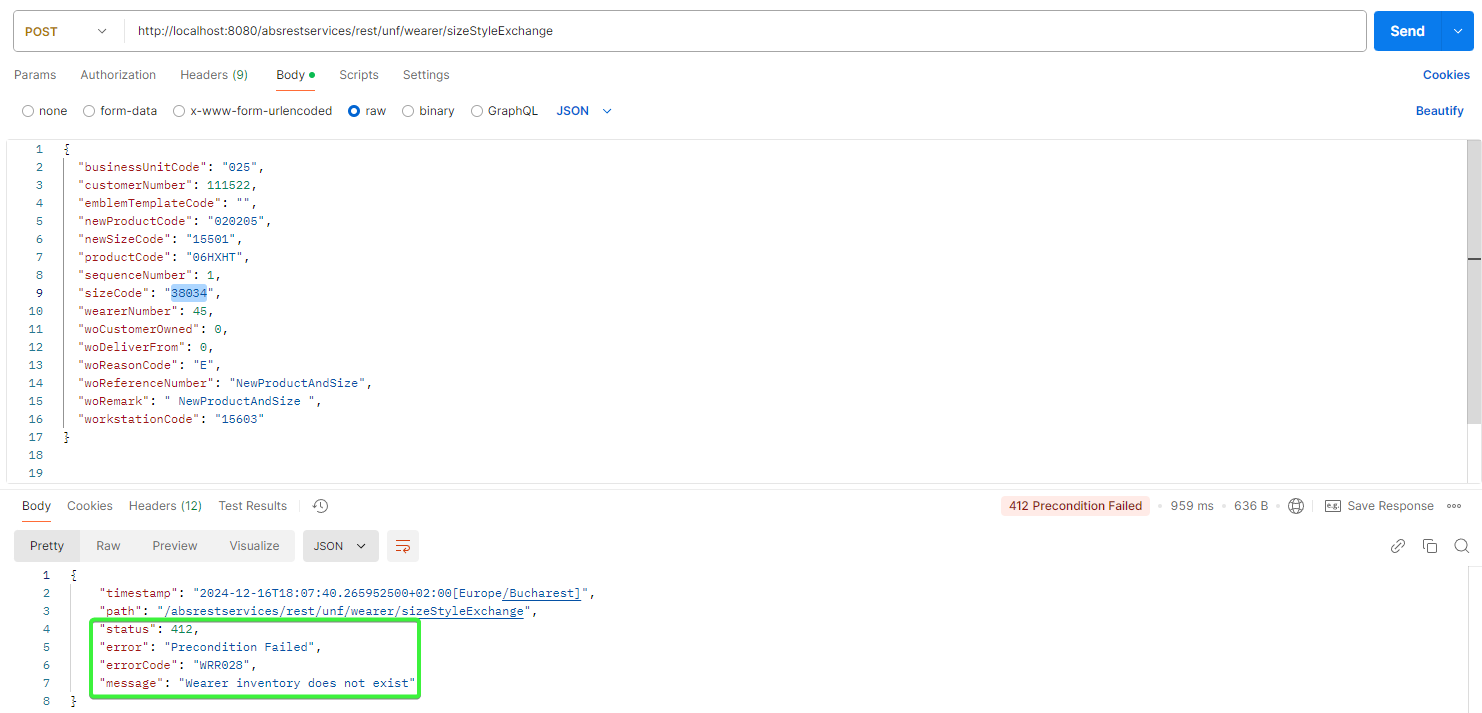 POST http://localhost:8080/absrestservices/rest/unf/wearer/sizeStyleExchange Send
Params Authorization Headers (9) Body Scripts Settings Cookies
none form-data x-www-form-urlencoded raw binary GraphQL JSON Beautify
1 {
2 "businessUnitCode": "025",
3 "customerNumber": 111522,
4 "emblemTemplateCode": "",
5 "newProductCode": "020205",
6 "newSizeCode": "15501",
7 "productCode": "06HXHT",
8 "sequenceNumber": 1,
9 "sizeCode": "38034",
10 "wearerNumber": 45,
11 "woCustomerOwned": 0,
12 "woDeliverFrom": 0,
13 "woReasonCode": "E",
14 "woReferenceNumber": "NewProductAndSize",
15 "woRemark": " NewProductAndSize ",
16 "workstationCode": "15603"
17 }
18
19
Body Cookies Headers (12) Test Results 412 Precondition Failed 959 ms 636 B e.g. Save Response
Pretty Raw Preview Visualize JSON
1 {
2 "timestamp": "2024-12-16T18:07:40.265952500+02:00[Europe/Bucharest]",
3 "path": "/absrestservices/rest/unf/wearer/sizeStyleExchange",
4 "status": 412,
5 "error": "Precondition Failed",
6 "errorCode": "WRR028",
7 "message": "Wearer inventory does not exist"
8 }